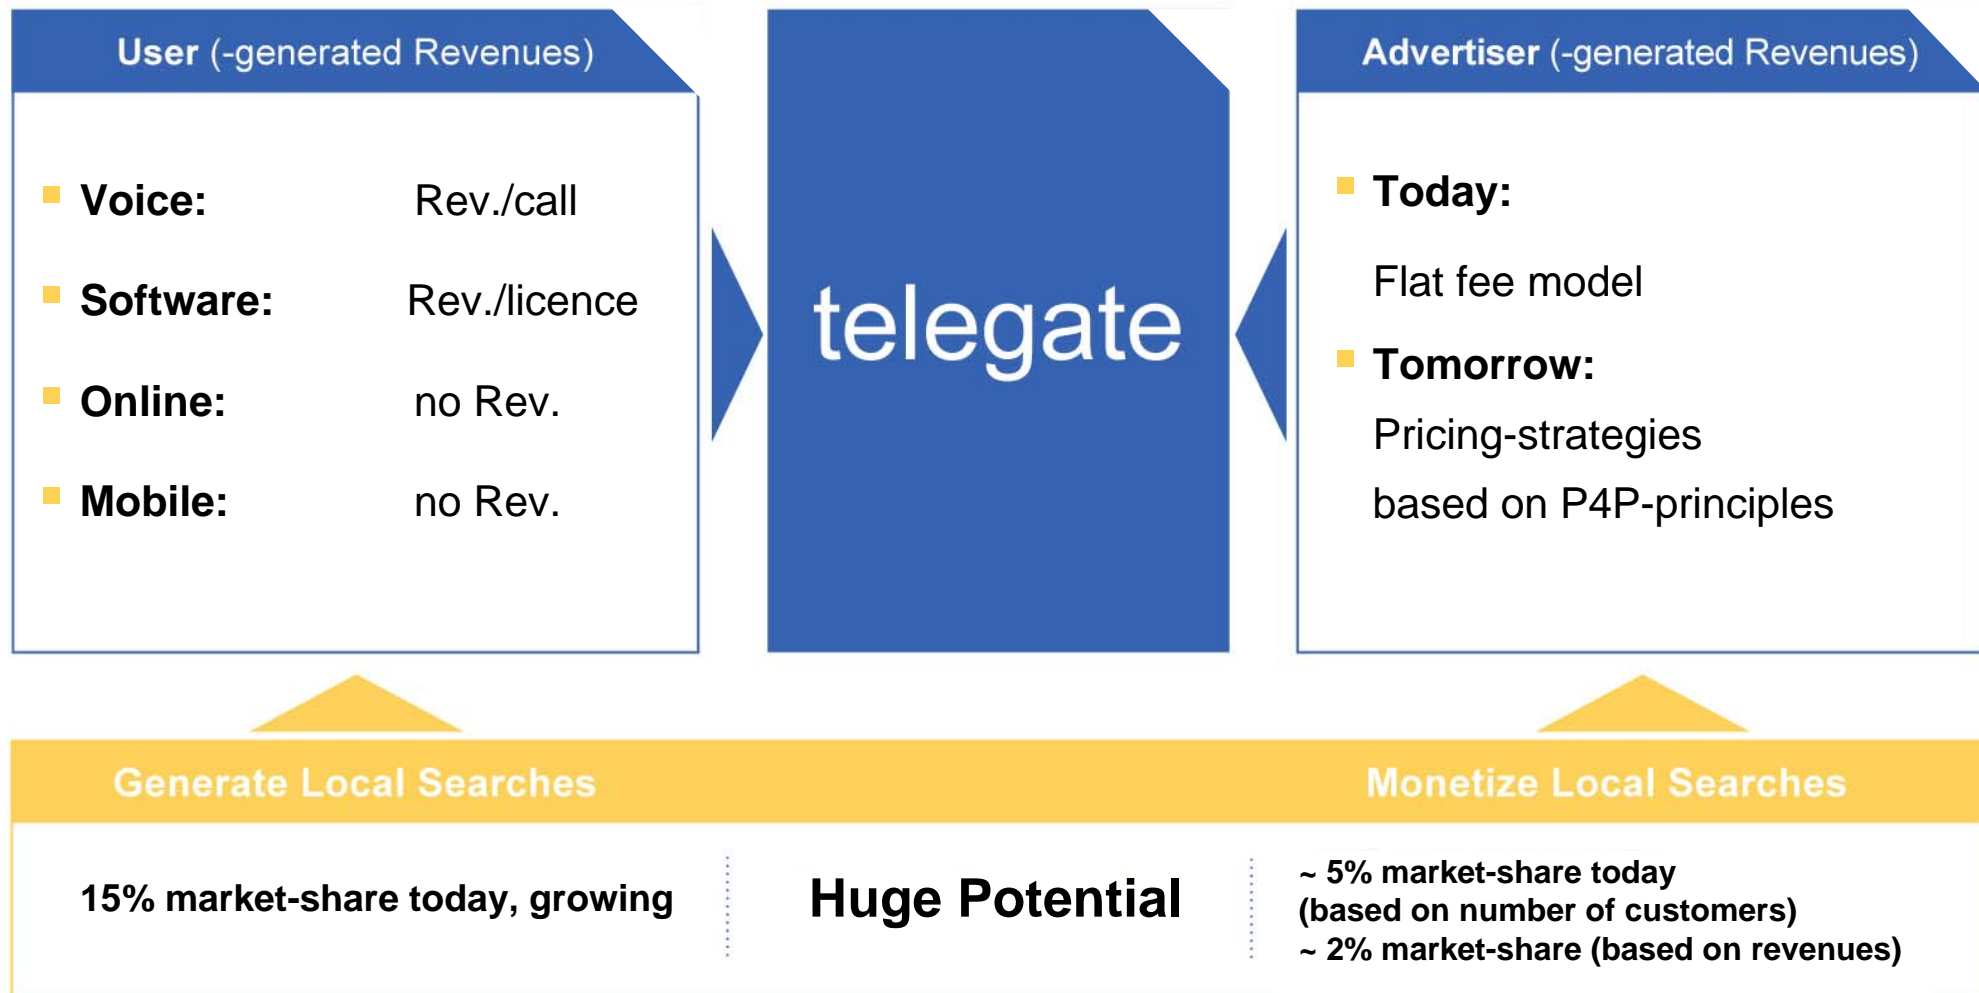 User (-generated Revenues)
Voice: Rev./call
Software: Rev./licence
Online: no Rev.
Mobile: no Rev.
telegate
Advertiser (-generated Revenues)
Today:
Flat fee model
Tomorrow:
Pricing-strategies
based on P4P-principles
Generate Local Searches
Monetize Local Searches
15% market-share today, growing
Huge Potential
~ 5% market-share today
(based on number of customers)
~ 2% market-share (based on revenues)